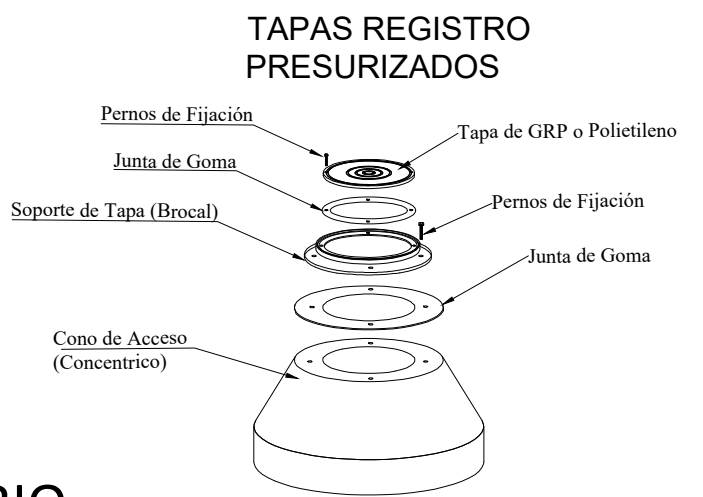 TAPAS REGISTRO
PRESURIZADOS
Pernos de Fijación
Tapa de GRP o Polietileno
Junta de Goma
Soporte de Tapa (Brocal)
Pernos de Fijación
Junta de Goma
Cono de Acceso
(Concentrico)